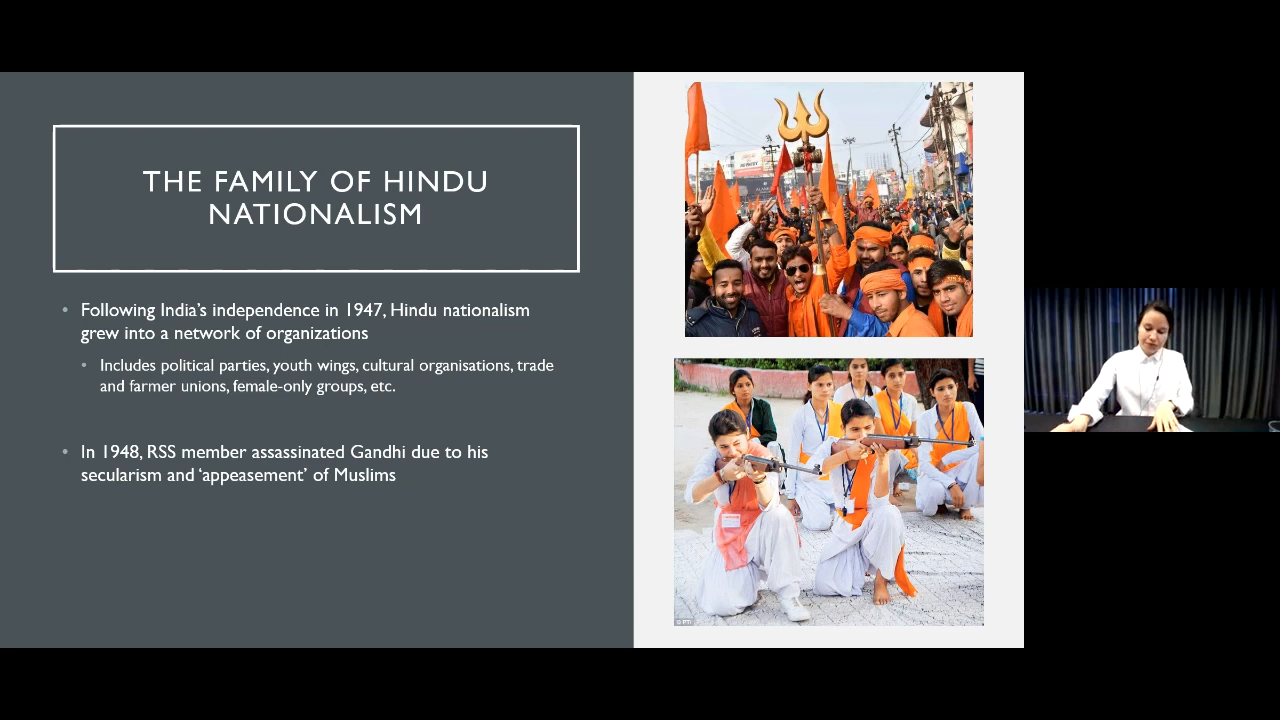 THE FAMILY OF HINDU
NATIONALISM
Following India's independence in 1947, Hindu nationalism
grew into a network of organizations
Includes political parties, youth wings, cultural organisations, trade
and farmer unions, female-only groups, etc.
In 1948, RSS member assassinated Gandhi due to his
secularism and ‘appeasement’ of Muslims
© PTI